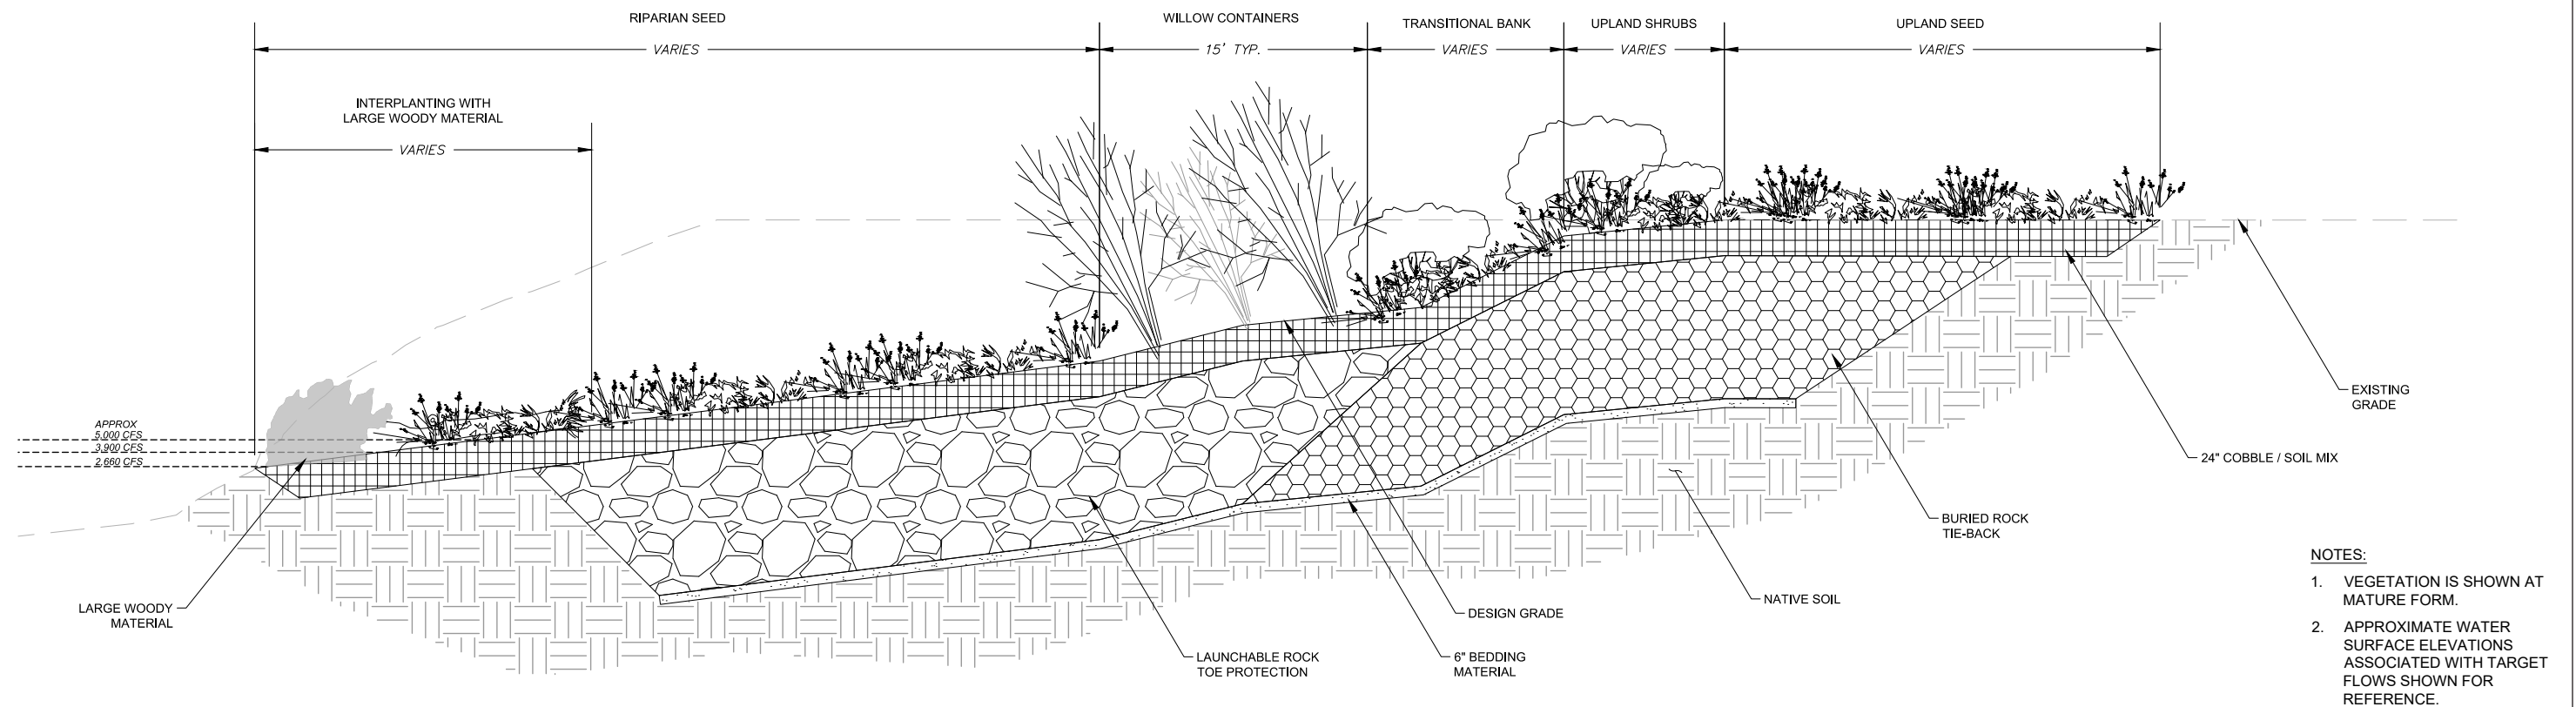 RIPARIAN SEED
VARIES
WILLOW CONTAINERS
15' TYP.
TRANSITIONAL BANK
VARIES
UPLAND SHRUBS
VARIES
UPLAND SEED
VARIES
INTERPLANTING WITH
LARGE WOODY MATERIAL
VARIES
APPROX
5,000 CFS
3,900 CFS
2,660 CFS
LARGE WOODY
MATERIAL
LAUNCHABLE ROCK
TOE PROTECTION
6" BEDDING
MATERIAL
DESIGN GRADE
NATIVE SOIL
BURIED ROCK
TIE-BACK
24" COBBLE / SOIL MIX
EXISTING
GRADE
NOTES:
1. VEGETATION IS SHOWN AT
MATURE FORM.
2. APPROXIMATE WATER
SURFACE ELEVATIONS
ASSOCIATED WITH TARGET
FLOWS SHOWN FOR
REFERENCE.